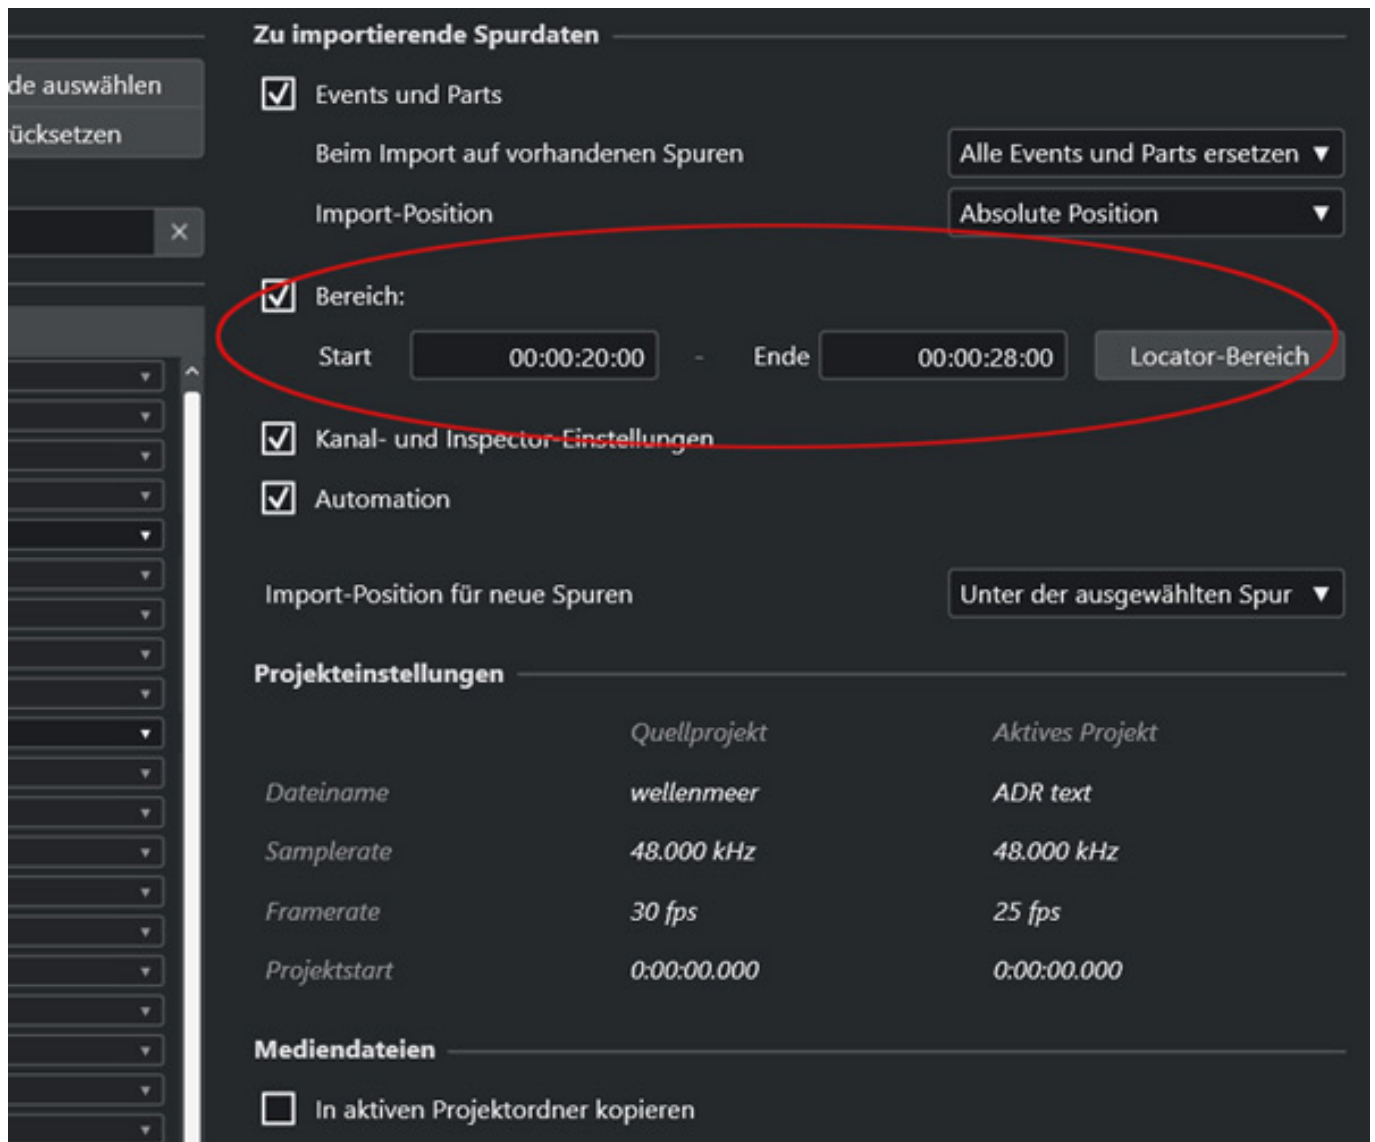 Zu importierende Spurdaten
de auswählen
Events und Parts
ücksetzen
Beim Import auf vorhandenen Spuren Alle Events und Parts ersetzen
Import-Position Absolute Position
Bereich:
Start 00:00:20:00 - Ende 00:00:28:00 Locator-Bereich
Kanal- und Inspector-Einstellungen
Automation
Import-Position für neue Spuren Unter der ausgewählten Spur
Projekteinstellungen
Quellprojekt Aktives Projekt
Dateiname wellenmeer ADR text
Samplerate 48.000 kHz 48.000 kHz
Framerate 30 fps 25 fps
Projektstart 0:00:00.000 0:00:00.000
Mediendateien
In aktiven Projektordner kopieren